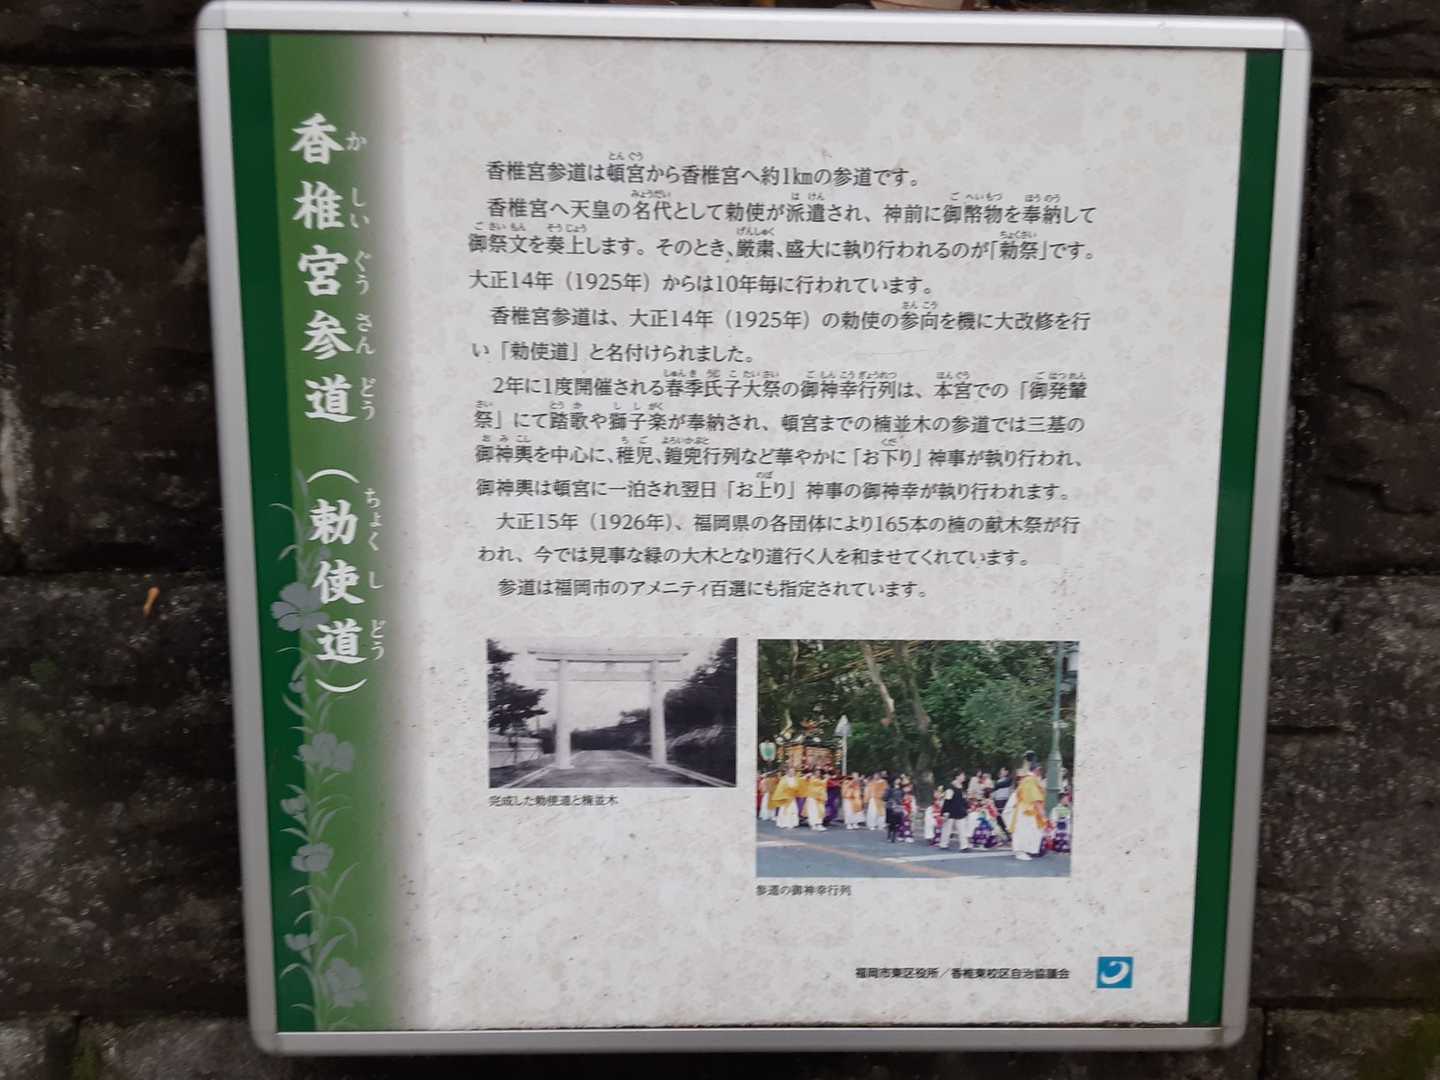 香椎宮参道（勅使道）
かしいぐうさんどう ちょくしどう
香椎宮参道は頓宮から香椎宮へ約1㎞の参道です。
香椎宮へ天皇の名代として勅使が派遣され、神前に御幣物を奉納して
御祭文を奏上します。そのとき、厳粛、盛大に執り行われるのが「勅祭」です。
大正14年（1925年）からは10年毎に行われています。
香椎宮参道は、大正14年（1925年）の勅使の参向を機に大改修を行
い「勅使道」と名付けられました。
2年に1度開催される春季氏子大祭の御神幸行列は、本宮での「御発輦
祭」にて踏歌や獅子楽が奉納され、頓宮までの楠並木の参道では三基の
御神輿を中心に、稚児、鎧兜行列など華やかに「お下り」神事が執り行われ、
御神輿は頓宮に一泊され翌日「お上り」神事の御神幸が執り行われます。
大正15年（1926年）、福岡県の各団体により165本の楠の献木祭が行
われ、今では見事な緑の大木となり道行く人を和ませてくれています。
参道は福岡市のアメニティ百選にも指定されています。
完成した勅使道と楠並木
参道の御神幸行列
福岡市東区役所／香椎東校区自治協議会